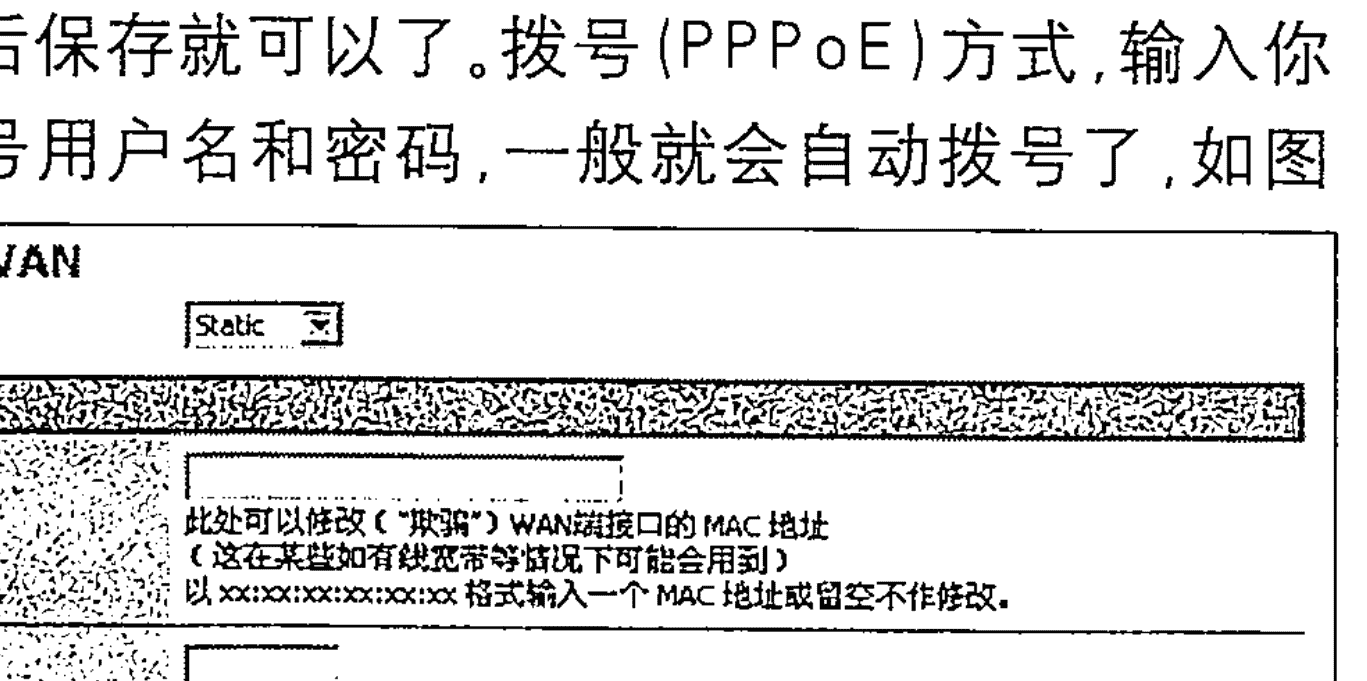 后保存就可以了。拨号(PPPoE)方式,输入你
号用户名和密码,一般就会自动拨号了,如图
WAN
Static
此处可以修改（“欺骗”）WAN端接口的 MAC 地址
（这在某些如有线宽带等情况下可能会用到）
以 xx:xx:xx:xx:xx:xx 格式输入一个 MAC 地址或留空不作修改。